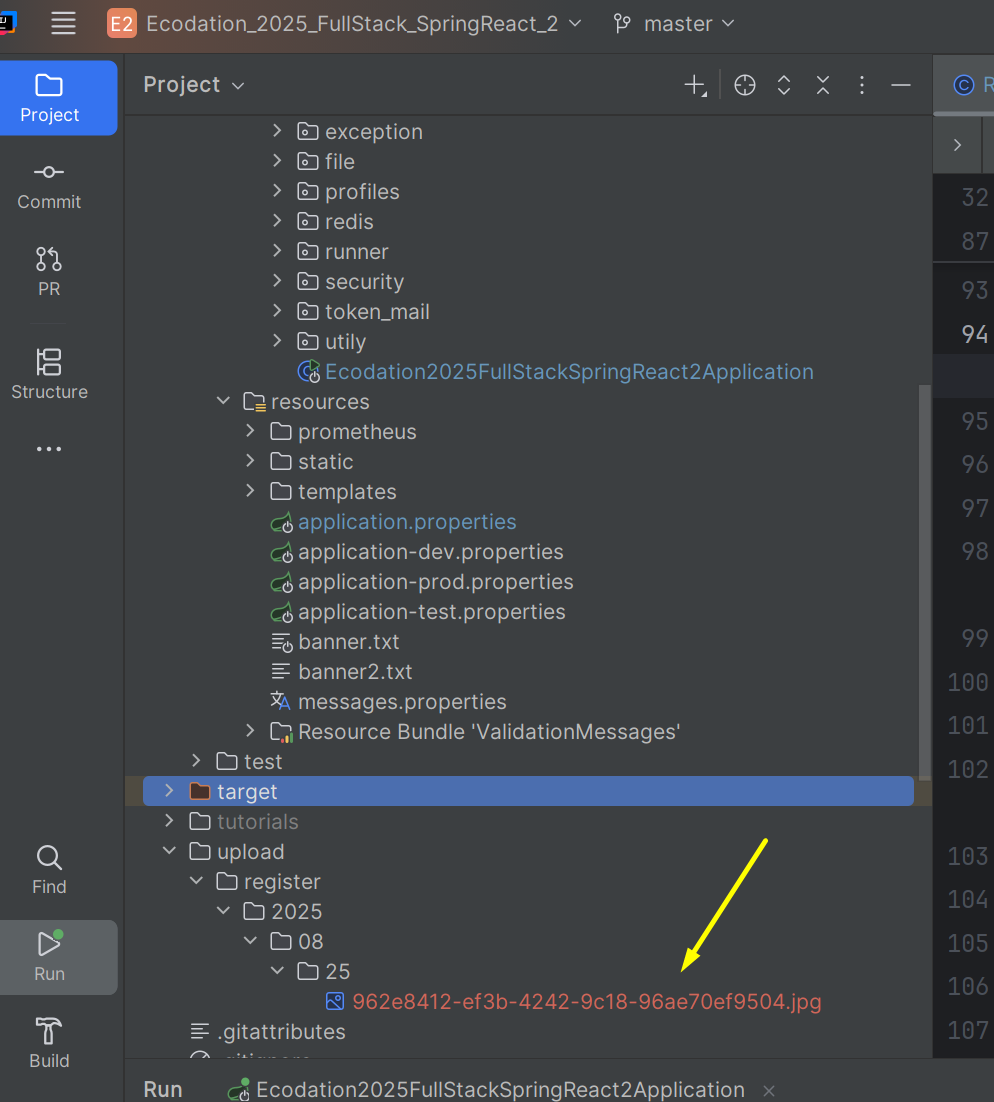 E2 Ecodation_2025_FullStack_SpringReact_2 master
Project
Project
Commit
PR
Structure
Find
Run
Build
exception
file
profiles
redis
runner
security
token_mail
utility
Ecodation2025FullStackSpringReact2Application
resources
prometheus
static
templates
application.properties
application-dev.properties
application-prod.properties
application-test.properties
banner.txt
banner2.txt
messages.properties
Resource Bundle 'ValidationMessages'
test
target
tutorials
upload
register
2025
08
25
962e8412-ef3b-4242-9c18-96ae70ef9504.jpg
.gitattributes
.gitignore
C R
32
87
93
94
95
96
97
98
99
100
101
102
103
104
105
106
107
Run Ecodation2025FullStackSpringReact2Application